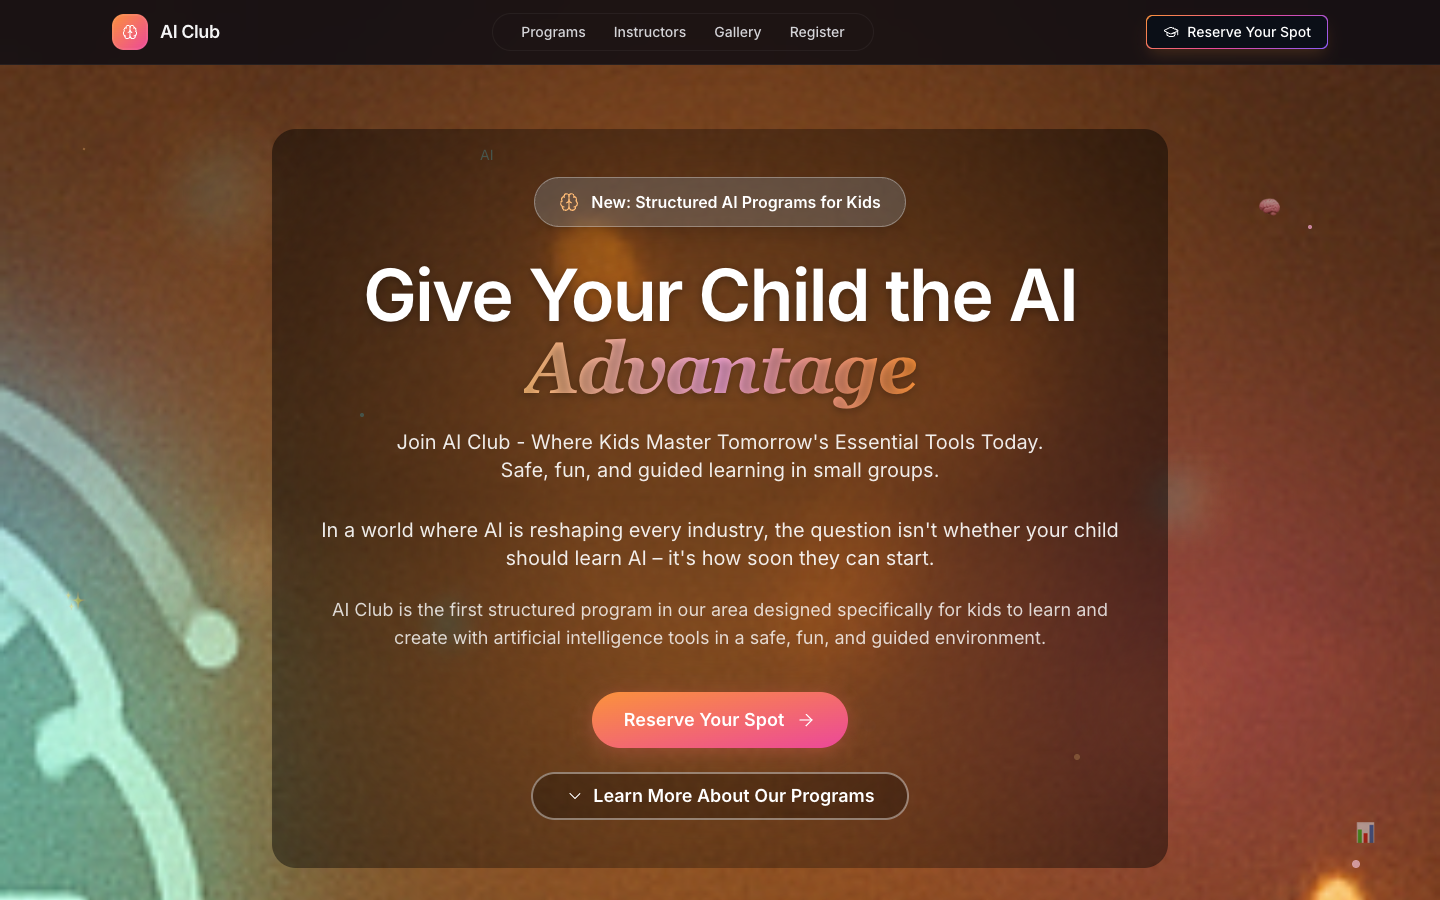 AI Club
Programs
Instructors
Gallery
Register
Reserve Your Spot
AI
New: Structured AI Programs for Kids
Give Your Child the AI
Advantage
Join AI Club - Where Kids Master Tomorrow's Essential Tools Today.
Safe, fun, and guided learning in small groups.
In a world where AI is reshaping every industry, the question isn't whether your child
should learn AI – it's how soon they can start.
AI Club is the first structured program in our area designed specifically for kids to learn and
create with artificial intelligence tools in a safe, fun, and guided environment.
Reserve Your Spot
Learn More About Our Programs